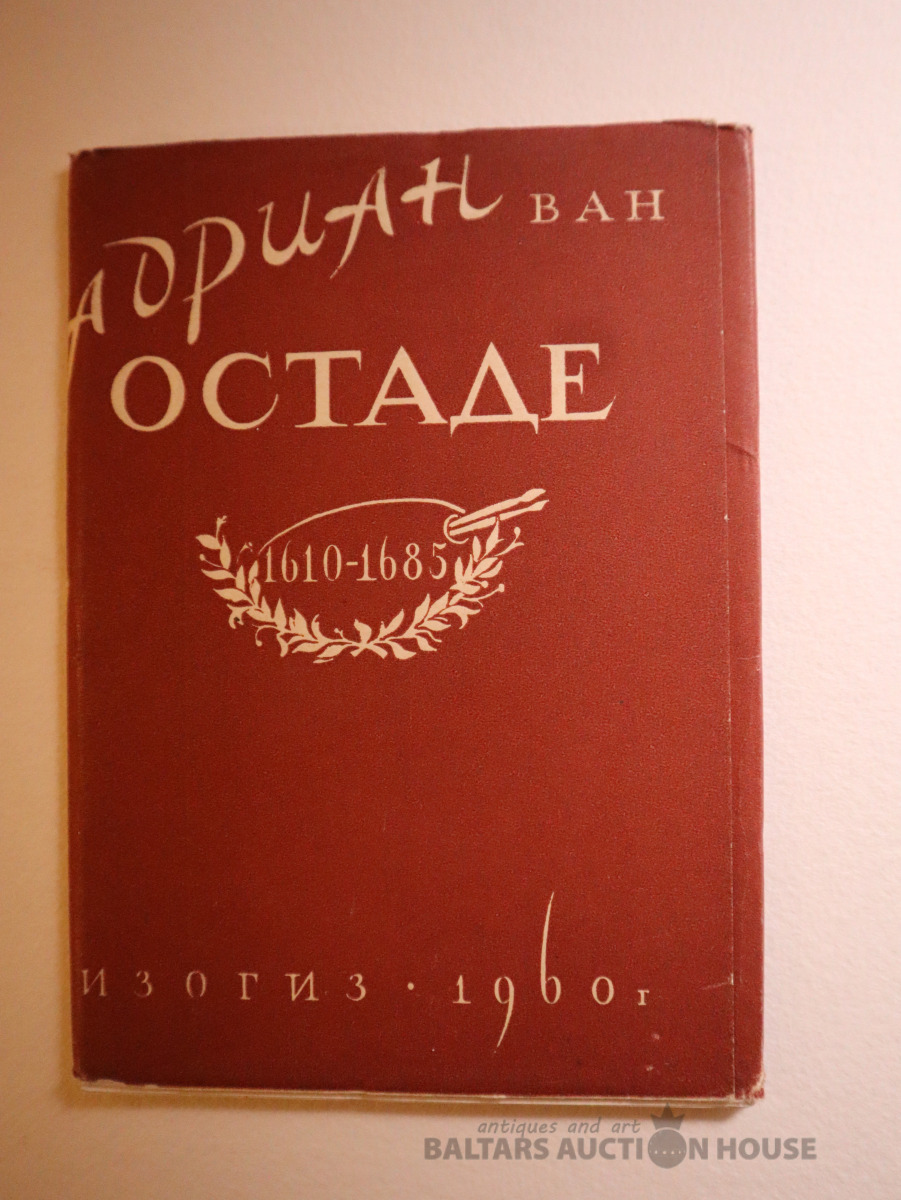 АДРИАН ВАН
ОСТАДЕ
1610-1685
ИЗОГИЗ · 1960 г
antiques and art
BALTARS AUCTION HOUSE